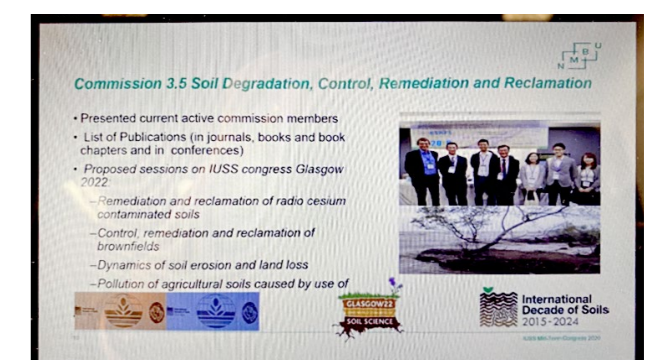 N M B U
Commission 3.5 Soil Degradation, Control, Remediation and Reclamation
• Presented current active commission members
• List of Publications (in journals, books and book
chapters and in conferences)
• Proposed sessions on IUSS congress Glasgow
2022:
–Remediation and reclamation of radio cesium
contaminated soils
–Control, remediation and reclamation of
brownfields
–Dynamics of soil erosion and land loss
–Pollution of agricultural soils caused by use of
GLASGOW22
SOIL SCIENCE
International
Decade of Soils
2015-2024